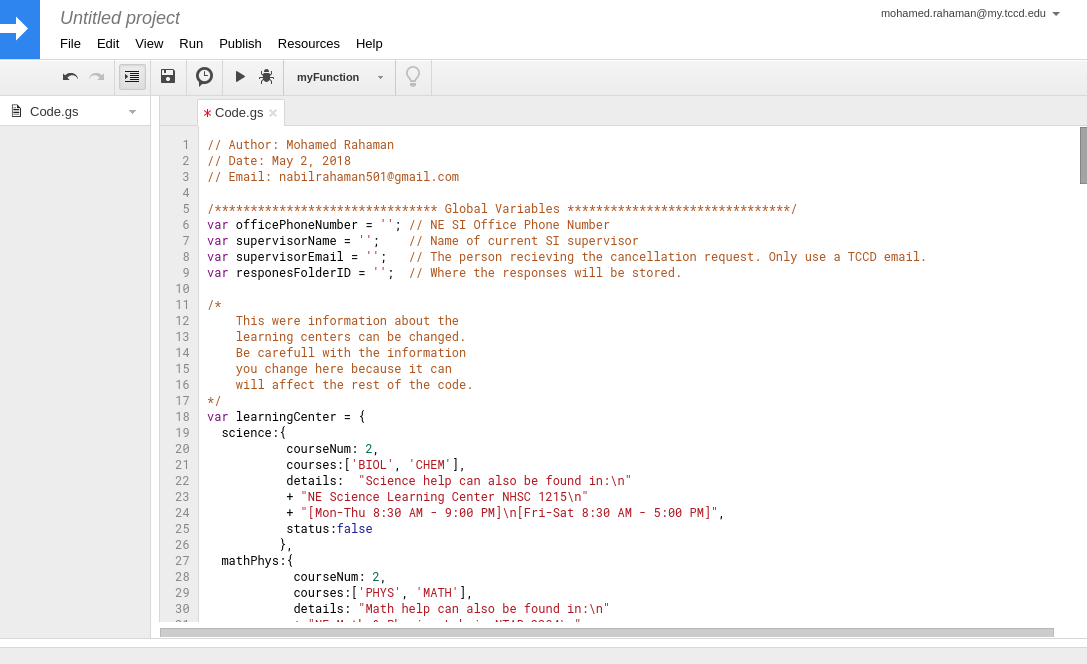 Untitled project
mohamed.rahaman@my.tccd.edu
File Edit View Run Publish Resources Help
myFunction
Code.gs
* Code.gs ×
1 // Author: Mohamed Rahaman
2 // Date: May 2, 2018
3 // Email: nabilrahaman501@gmail.com
4
5 /******************************* Global Variables *******************************/
6 var officePhoneNumber = ''; // NE SI Office Phone Number
7 var supervisorName = '';    // Name of current SI supervisor
8 var supervisorEmail = '';   // The person recieving the cancellation request. Only use a TCCD email.
9 var responesFolderID = '';  // Where the responses will be stored.
10
11 /*
12     This were information about the
13     learning centers can be changed.
14     Be carefull with the information
15     you change here because it can
16     will affect the rest of the code.
17 */
18 var learningCenter = {
19   science:{
20            courseNum: 2,
21            courses:['BIOL', 'CHEM'],
22            details:  "Science help can also be found in:\n"
23            + "NE Science Learning Center NHSC 1215\n"
24            + "[Mon-Thu 8:30 AM - 9:00 PM]\n[Fri-Sat 8:30 AM - 5:00 PM]",
25            status:false
26           },
27   mathPhys:{
28             courseNum: 2,
29             courses:['PHYS', 'MATH'],
30             details: "Math help can also be found in:\n"